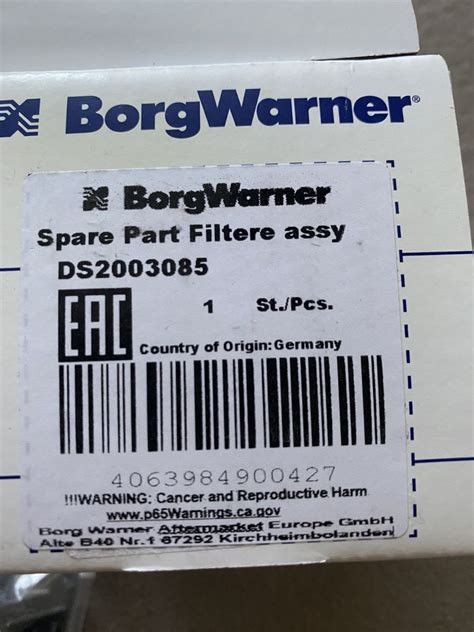 BorgWarner®
BorgWarner
Spare Part Filtere assy
DS2003085
EAC
1 St./Pcs.
Country of Origin:Germany
4063984900427
!!!WARNING: Cancer and Reproductive Harm
www.p65Warnings.ca.gov
Borg Warner Aftermarket Europe GmbH
Alte B40 Nr.1 67292 Kirchheimbolanden